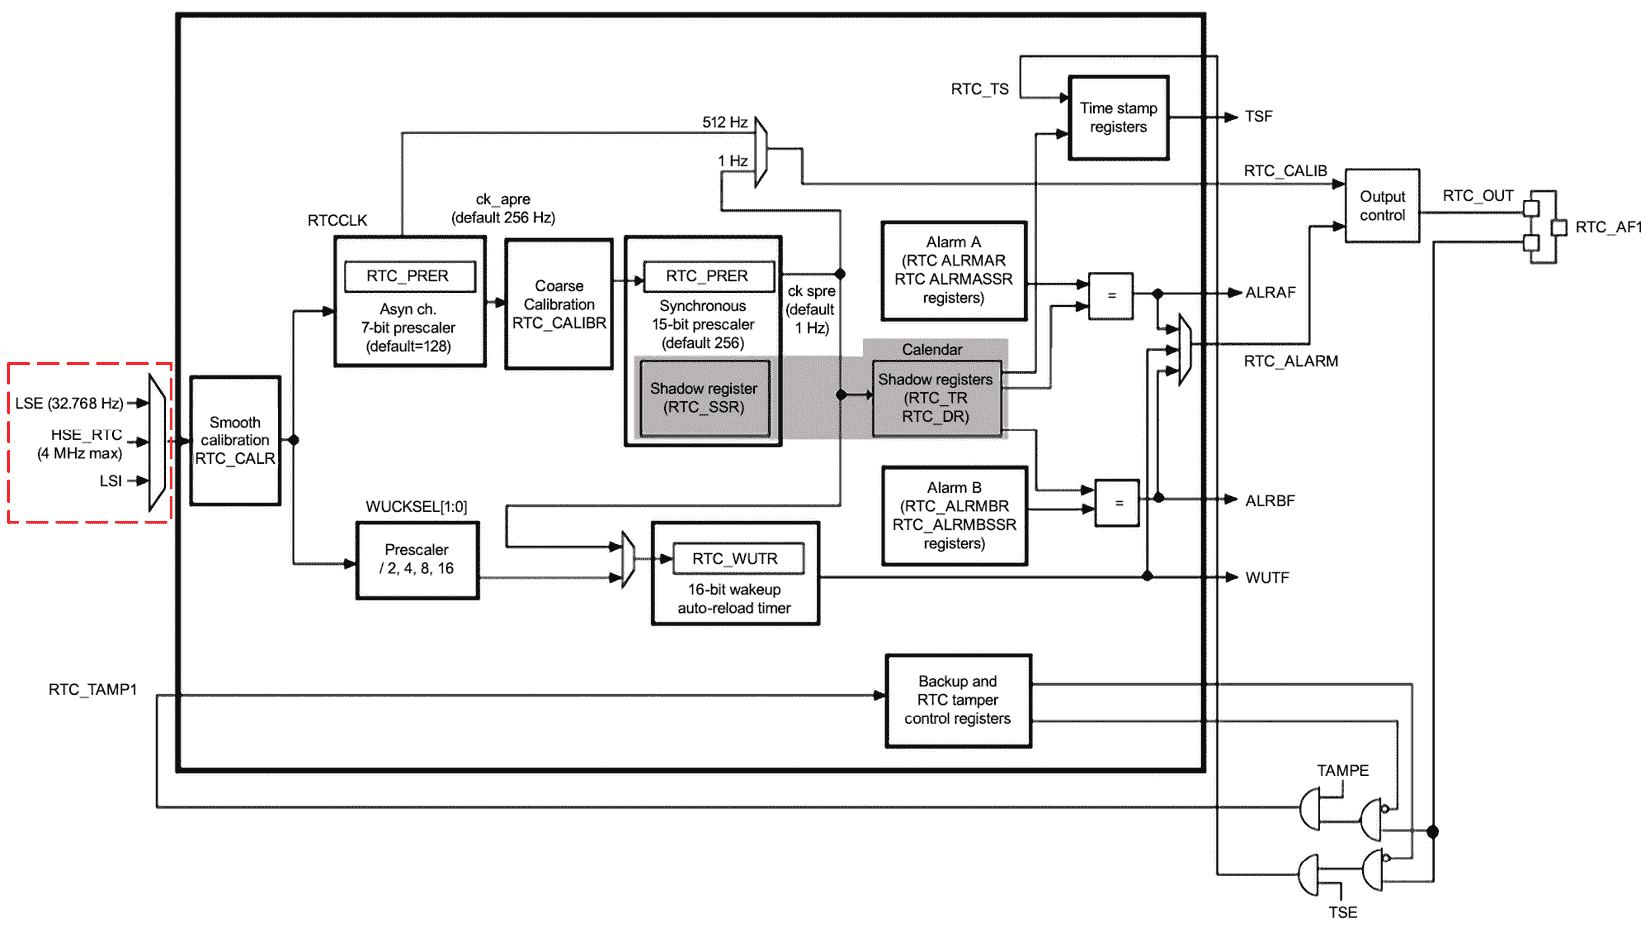 RTC_TS
Time stamp
registers
TSF
512 Hz
1 Hz
RTC_CALIB
Output
control
RTC_OUT
RTC_AF1
ck_apre
(default 256 Hz)
RTCCLK
RTC_PRER
Asyn ch.
7-bit prescaler
(default=128)
Coarse
Calibration
RTC_CALIBR
RTC_PRER
Synchronous
15-bit prescaler
(default 256)
ck spre
(default
1 Hz)
Alarm A
(RTC ALRMAR
RTC ALRMASSR
registers)
=
ALRAF
Calendar
Shadow register
(RTC_SSR)
Shadow registers
(RTC_TR
RTC_DR)
RTC_ALARM
LSE (32.768 Hz)
HSE_RTC
(4 MHz max)
LSI
Smooth
calibration
RTC_CALR
WUCKSEL[1:0]
Prescaler
/ 2, 4, 8, 16
RTC_WUTR
16-bit wakeup
auto-reload timer
Alarm B
(RTC_ALRMBR
RTC_ALRMBSSR
registers)
=
ALRBF
WUTF
RTC_TAMP1
Backup and
RTC tamper
control registers
TAMPE
TSE